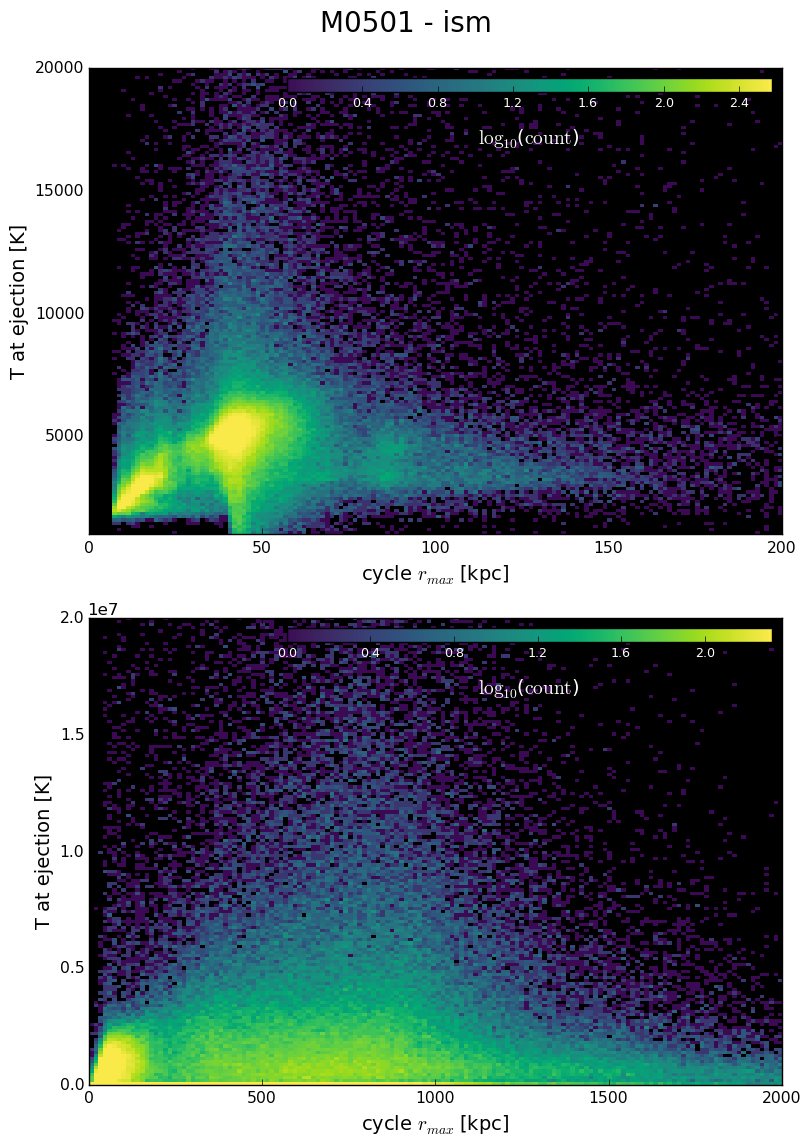 M0501 - ism
20000
0.0 0.4 0.8 1.2 1.6 2.0 2.4
log10(count)
15000
T at ejection [K]
10000
5000
0 50 100 150 200
cycle rmax [kpc]
1e7
2.0
0.0 0.4 0.8 1.2 1.6 2.0
log10(count)
1.5
T at ejection [K]
1.0
0.5
0.0
0 500 1000 1500 2000
cycle rmax [kpc]